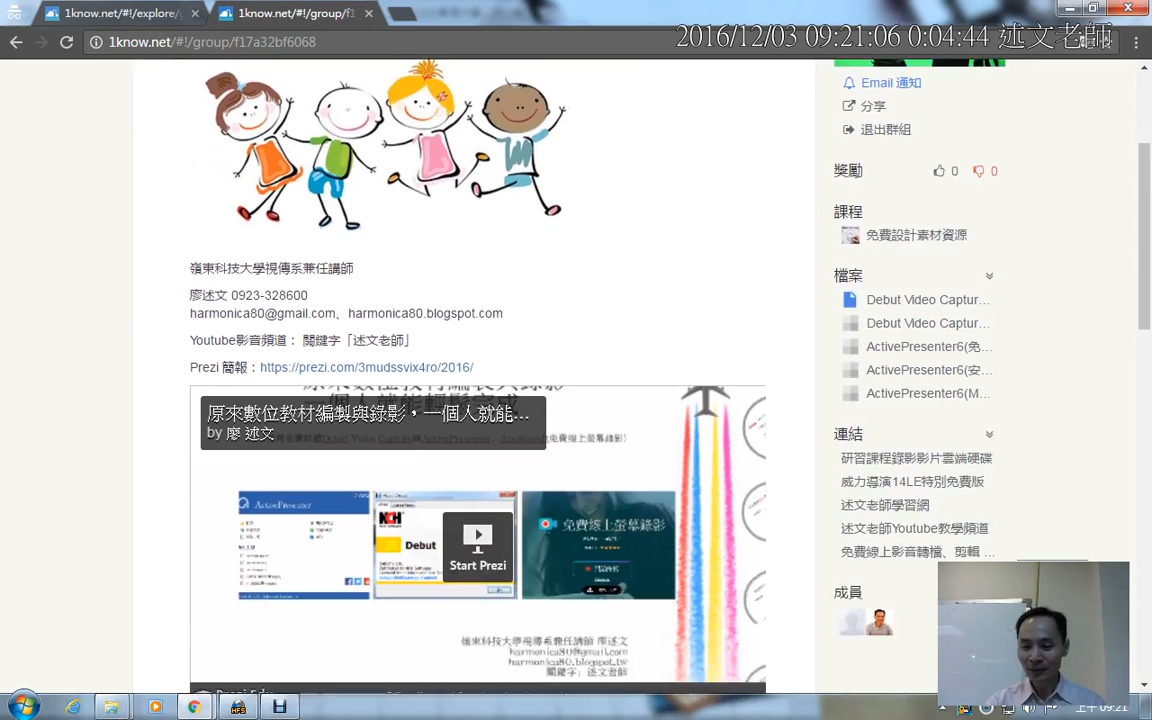 1know.net/#!/explore/
1know.net/#!/group/f1
1know.net/#!/group/f17a32bf6068
2016/12/03 09:21:06 0:04:44 述文老師
Email 通知
分享
退出群組
獎勵
0
0
課程
免費設計素材資源
檔案
Debut Video Captur...
Debut Video Captur...
ActivePresenter6(免...
ActivePresenter6(安...
ActivePresenter6(M...
連結
研習課程錄影影片雲端硬碟
威力導演14LE特別免費版
述文老師學習網
述文老師Youtube教學頻道
免費線上影音轉檔、剪輯 ...
成員
嶺東科技大學視傳系兼任講師
廖述文 0923-328600
harmonica80@gmail.com、harmonica80.blogspot.com
Youtube影音頻道： 關鍵字「述文老師」
Prezi 簡報：https://prezi.com/3mudssvix4ro/2016/
原來數位教材編製與錄影，一個人就能...
by 廖 述文
ActivePresenter
NCH
Debut
免費線上螢幕錄影
Start Prezi
嶺東科技大學視傳系兼任講師 廖述文
harmonica80@gmail.com
harmonica80.blogspot.tw
關鍵字」述文老師
HFS
上午 09:21